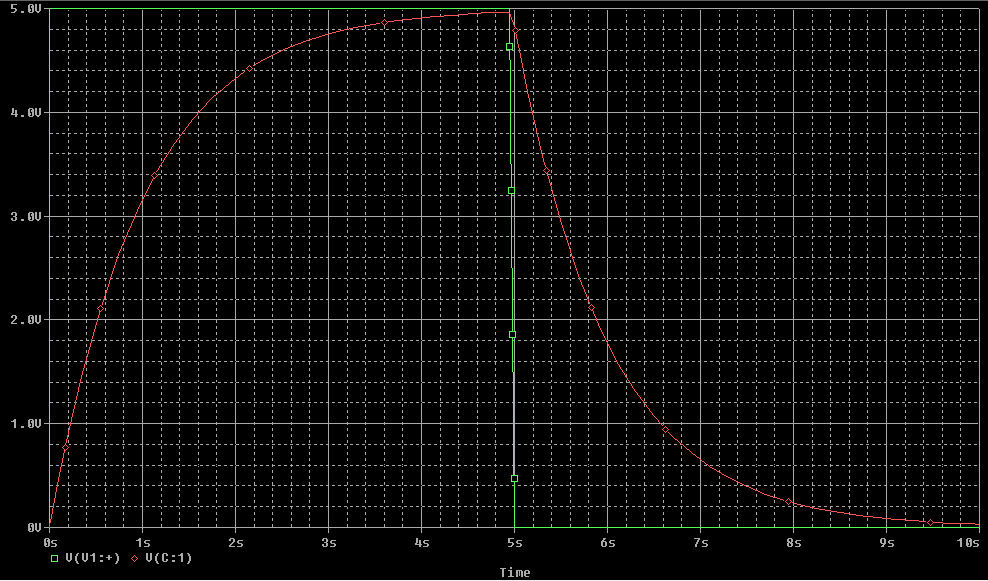 5.0V
4.0V
3.0V
2.0V
1.0V
0V
0s 1s 2s 3s 4s 5s 6s 7s 8s 9s 10s
V(V1:+) V(C:1)
Time